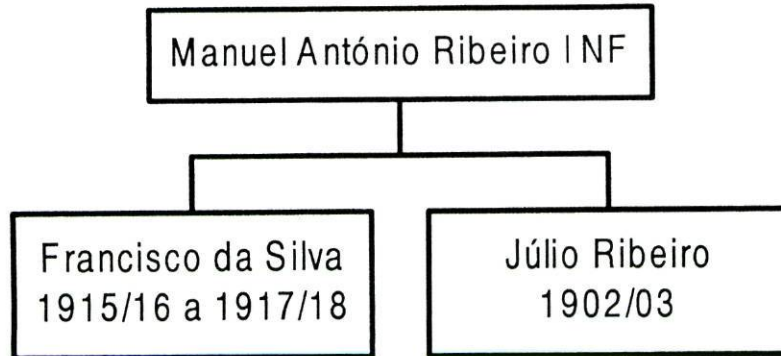 Manuel António Ribeiro I NF
Francisco da Silva
1915/16 a 1917/18
Júlio Ribeiro
1902/03